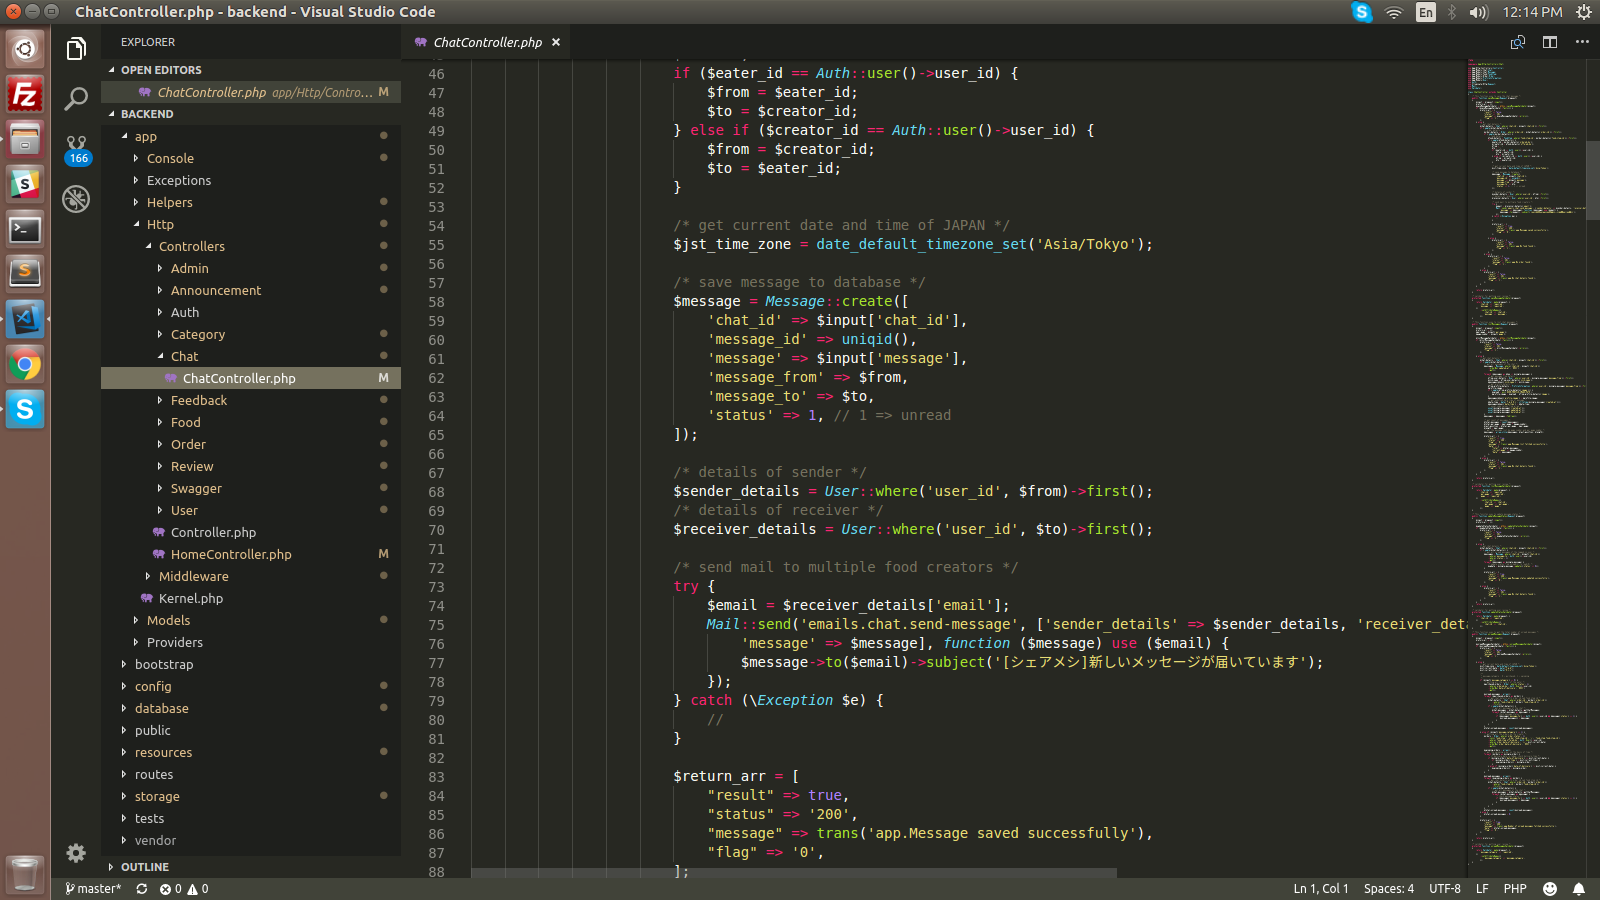 ChatController.php - backend - Visual Studio Code
En
12:14 PM
EXPLORER
OPEN EDITORS
ChatController.php app/Http/Contro... M
BACKEND
app
Console
Exceptions
Helpers
Http
Controllers
Admin
Announcement
Auth
Category
Chat
ChatController.php M
Feedback
Food
Order
Review
Swagger
User
Controller.php
HomeController.php M
Middleware
Kernel.php
Models
Providers
bootstrap
config
database
public
resources
routes
storage
tests
vendor
OUTLINE
166
ChatController.php ×
46 if ($eater_id == Auth::user()->user_id) {
47 $from = $eater_id;
48 $to = $creator_id;
49 } else if ($creator_id == Auth::user()->user_id) {
50 $from = $creator_id;
51 $to = $eater_id;
52 }
53
54 /* get current date and time of JAPAN */
55 $jst_time_zone = date_default_timezone_set('Asia/Tokyo');
56
57 /* save message to database */
58 $message = Message::create([
59 'chat_id' => $input['chat_id'],
60 'message_id' => uniqid(),
61 'message' => $input['message'],
62 'message_from' => $from,
63 'message_to' => $to,
64 'status' => 1, // 1 => unread
65 ]);
66
67 /* details of sender */
68 $sender_details = User::where('user_id', $from)->first();
69 /* details of receiver */
70 $receiver_details = User::where('user_id', $to)->first();
71
72 /* send mail to multiple food creators */
73 try {
74 $email = $receiver_details['email'];
75 Mail::send('emails.chat.send-message', ['sender_details' => $sender_details, 'receiver_deta
76 'message' => $message], function ($message) use ($email) {
77 $message->to($email)->subject('[シェアメシ]新しいメッセージが届いています');
78 });
79 } catch (\Exception $e) {
80 //
81 }
82
83 $return_arr = [
84 "result" => true,
85 "status" => '200',
86 "message" => trans('app.Message saved successfully'),
87 "flag" => '0',
88 ];
master* 0 0
Ln 1, Col 1 Spaces: 4 UTF-8 LF PHP